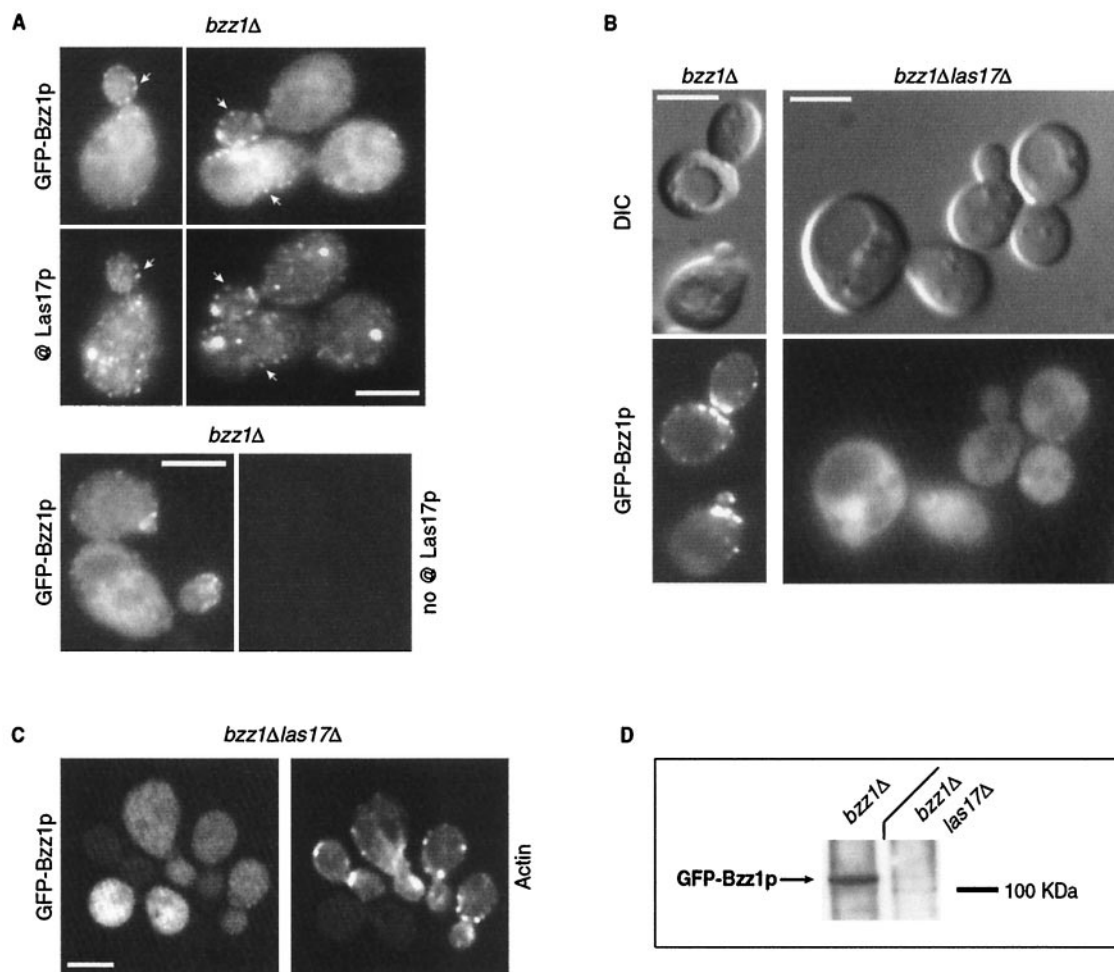 A
bzz1Δ
GFP-Bzz1p
@ Las17p
bzz1Δ
GFP-Bzz1p
no @ Las17p
B
bzz1Δ
bzz1Δlas17Δ
DIC
GFP-Bzz1p
C
bzz1Δlas17Δ
GFP-Bzz1p
Actin
D
bzz1Δ
bzz1Δ
las17Δ
GFP-Bzz1p
100 KDa